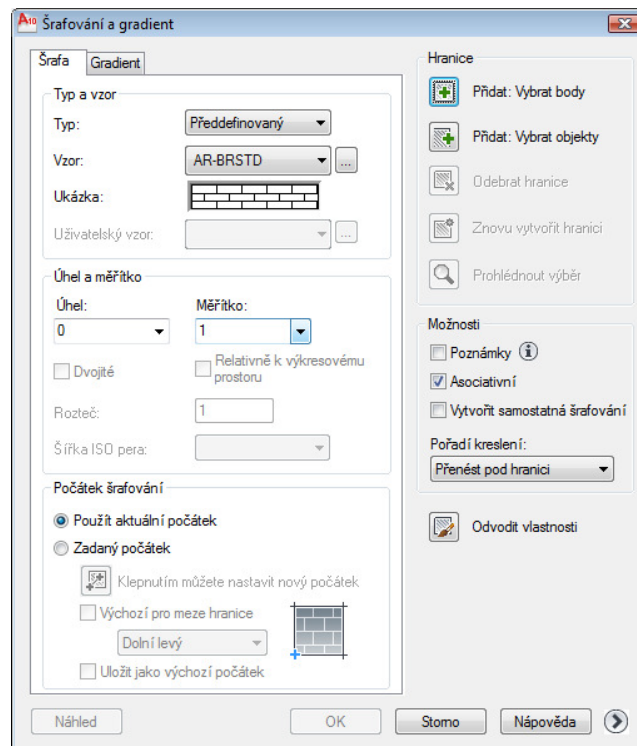 A10 Šrafování a gradient
Šrafa
Gradient
Typ a vzor
Typ: Předdefinovaný
Vzor: AR-BRSTD ...
Ukázka:
Uživatelský vzor: ...
Úhel a měřítko
Úhel: Měřítko:
0 1
Dvojité
Relativně k výkresovému
prostoru
Rozteč: 1
Šířka ISO pera:
Počátek šrafování
Použít aktuální počátek
Zadaný počátek
Klepnutím můžete nastavit nový počátek
Výchozí pro meze hranice
Dolní levý
Uložit jako výchozí počátek
Hranice
Přidat: Vybrat body
Přidat: Vybrat objekty
Odebrat hranice
Znovu vytvořit hranici
Prohlédnout výběr
Možnosti
Poznámky i
Asociativní
Vytvořit samostatná šrafování
Pořadí kreslení:
Přenést pod hranici
Odvodit vlastnosti
Náhled
OK
Storno
Nápověda